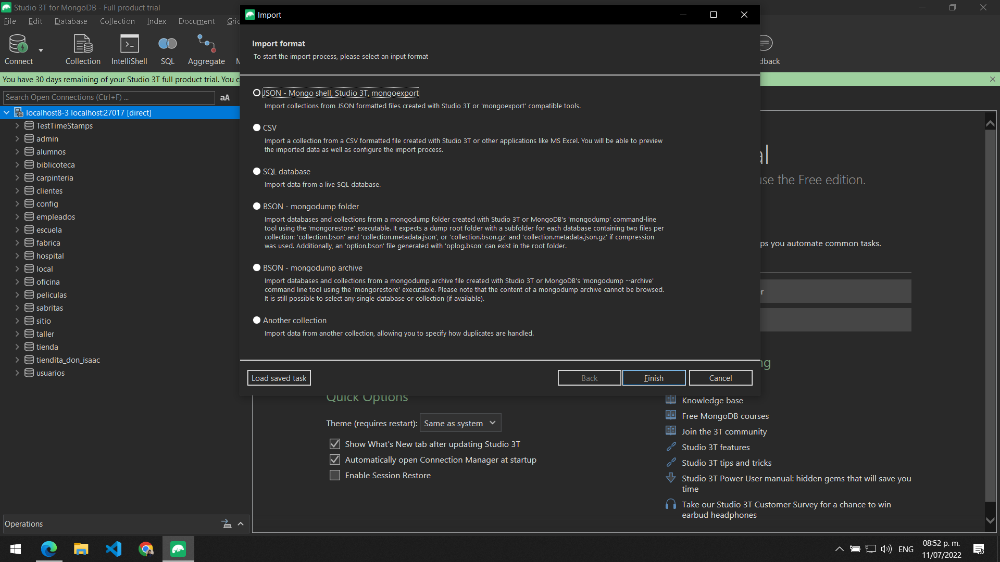 Studio 3T for MongoDB - Full product trial
File Edit Database Collection Index Document
Connect Collection IntelliShell SQL Aggregate
dback
You have 30 days remaining of your Studio 3T full product trial. You c
Search Open Connections (Ctrl+F) ... aA
localhost8-3 localhost:27017 [direct]
TestTimeStamps
admin
alumnos
biblicoteca
carpinteria
clientes
config
empleados
escuela
fabrica
hospital
local
oficina
peliculas
sabritas
sitio
taller
tienda
tiendita_don_isaac
usuarios
Operations
Import
Import format
To start the import process, please select an input format
JSON - Mongo shell, Studio 3T, mongoexport
Import collections from JSON formatted files created with Studio 3T or 'mongoexport' compatible tools.
CSV
Import a collection from a CSV formatted file created with Studio 3T or other applications like MS Excel. You will be able to preview
the imported data as well as configure the import process.
SQL database
Import data from a live SQL database.
BSON - mongodump folder
Import databases and collections from a mongodump folder created with Studio 3T or MongoDB's 'mongodump' command-line
tool using the 'mongorestore' executable. It expects a dump root folder with a subfolder for each database containing two files per
collection: 'collection.bson' and 'collection.metadata.json', or 'collection.bson.gz' and 'collection.metadata.json.gz' if compression
was used. Additionally, an 'option.bson' file generated with 'oplog.bson' can exist in the root folder.
BSON - mongodump archive
Import databases and collections from a mongodump archive file created with Studio 3T or MongoDB's 'mongodump --archive'
command line tool using the 'mongorestore' executable. Please note that the content of a mongodump archive cannot be browsed.
It is still possible to select any single database or collection (if available).
Another collection
Import data from another collection, allowing you to specify how duplicates are handled.
Load saved task Back Finish Cancel
use the Free edition.
ps you automate common tasks.
er
ng
Quick Options
Theme (requires restart): Same as system
Show What's New tab after updating Studio 3T
Automatically open Connection Manager at startup
Enable Session Restore
Knowledge base
Free MongoDB courses
Join the 3T community
Studio 3T features
Studio 3T tips and tricks
Studio 3T Power User manual: hidden gems that will save you
time
Take our Studio 3T Customer Survey for a chance to win
earbud headphones
ENG
08:52 p. m.
11/07/2022